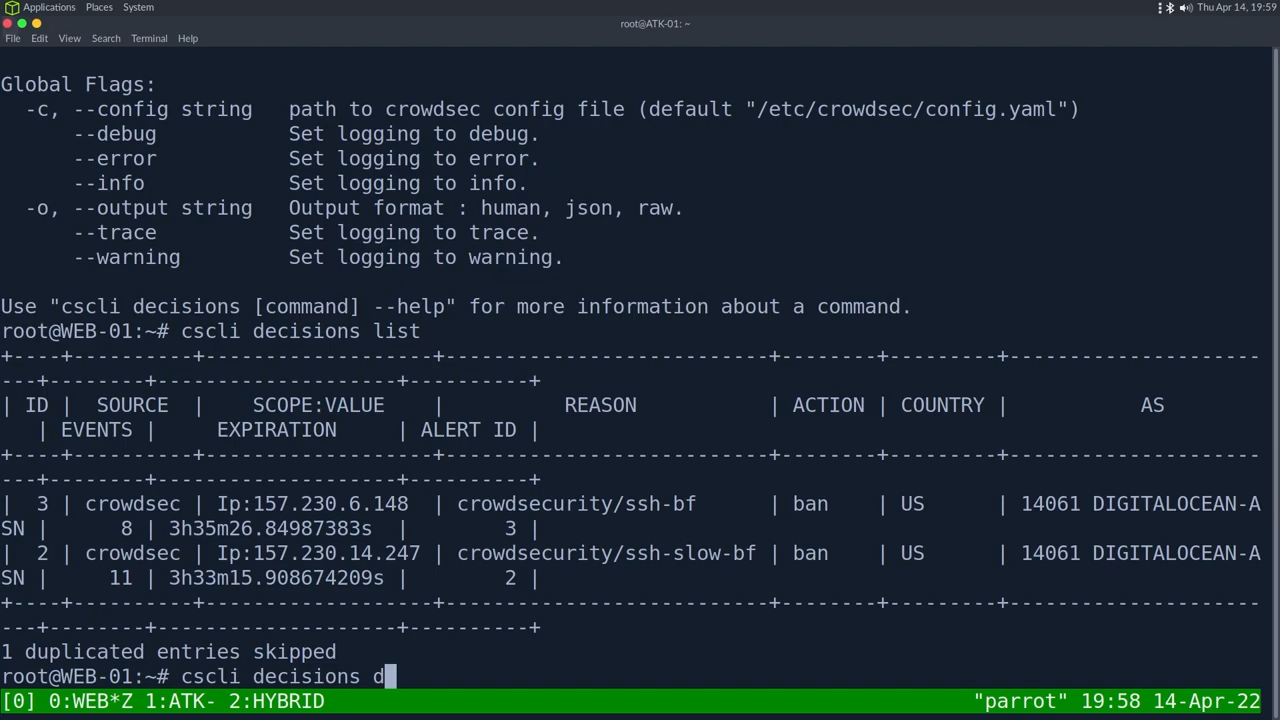 Applications Places System Thu Apr 14, 19:59
root@ATK-01: ~
File Edit View Search Terminal Help
Global Flags:
  -c, --config string   path to crowdsec config file (default "/etc/crowdsec/config.yaml")
      --debug           Set logging to debug.
      --error           Set logging to error.
      --info            Set logging to info.
  -o, --output string   Output format : human, json, raw.
      --trace           Set logging to trace.
      --warning         Set logging to warning.
Use "cscli decisions [command] --help" for more information about a command.
root@WEB-01:~# cscli decisions list
+----+----------+-------------------+---------------------------+--------+---------+---------------------
---+--------+--------------------+----------+
| ID |  SOURCE  |    SCOPE:VALUE    |          REASON           | ACTION | COUNTRY |           AS
   | EVENTS |     EXPIRATION     | ALERT ID |
+----+----------+-------------------+---------------------------+--------+---------+---------------------
---+--------+--------------------+----------+
|  3 | crowdsec | Ip:157.230.6.148  | crowdsecurity/ssh-bf      | ban    | US      | 14061 DIGITALOCEAN-A
SN |      8 | 3h35m26.84987383s  |        3 |
|  2 | crowdsec | Ip:157.230.14.247 | crowdsecurity/ssh-slow-bf | ban    | US      | 14061 DIGITALOCEAN-A
SN |     11 | 3h33m15.908674209s |        2 |
+----+----------+-------------------+---------------------------+--------+---------+---------------------
---+--------+--------------------+----------+
1 duplicated entries skipped
root@WEB-01:~# cscli decisions d
[0] 0:WEB*Z 1:ATK- 2:HYBRID "parrot" 19:58 14-Apr-22